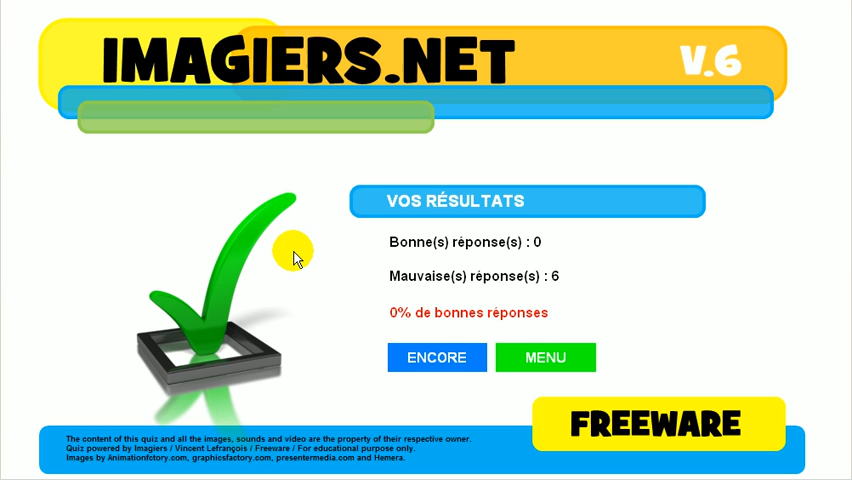 IMAGIERS.NET
V.6
VOS RÉSULTATS
Bonne(s) réponse(s) : 0
Mauvaise(s) réponse(s) : 6
0% de bonnes réponses
ENCORE
MENU
FREEWARE
The content of this quiz and all the images, sounds and video are the property of their respective owner.
Quiz powered by Imagiers / Vincent Lefrançois / Freeware / For educational purpose only.
Images by Animationfctory.com, graphicsfactory.com, presentermedia.com and Hemera.